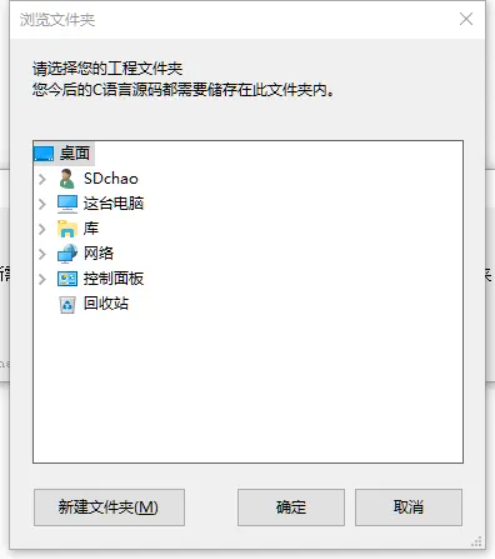 浏览文件夹
请选择您的工程文件夹
您今后的C语言源码都需要储存在此文件夹内。
桌面
SDchao
这台电脑
库
网络
控制面板
回收站
新建文件夹(M)
确定
取消